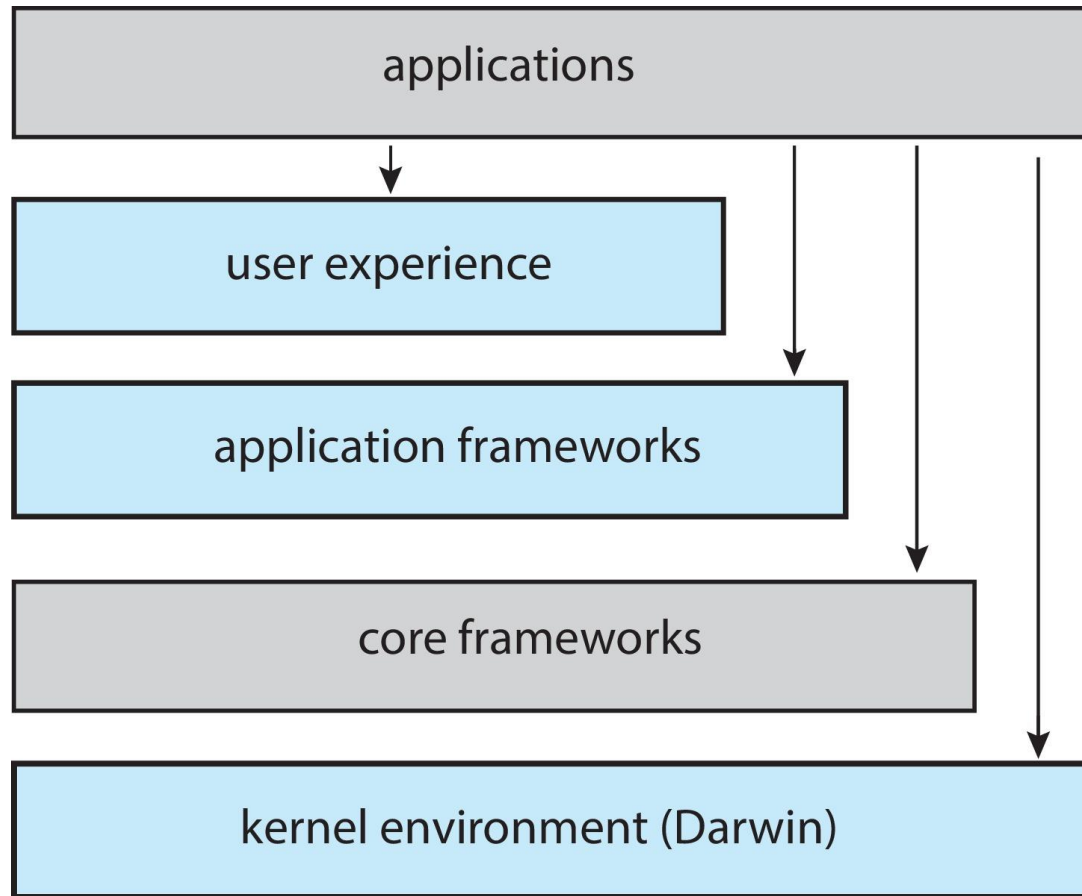 applications
user experience
application frameworks
core frameworks
kernel environment (Darwin)